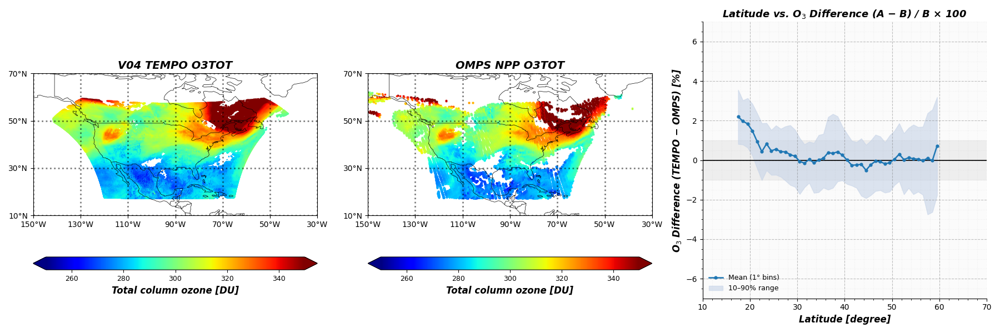 V04 TEMPO O3TOT
70°N
50°N
30°N
10°N
150°W 130°W 110°W 90°W 70°W 50°W 30°W
260 280 300 320 340
Total column ozone [DU]
OMPS NPP O3TOT
70°N
50°N
30°N
10°N
150°W 130°W 110°W 90°W 70°W 50°W 30°W
260 280 300 320 340
Total column ozone [DU]
Latitude vs. O₃ Difference (A − B) / B × 100
O₃ Difference (TEMPO − OMPS) [%]
6
4
2
0
−2
−4
−6
Mean (1° bins)
10–90% range
10 20 30 40 50 60 70
Latitude [degree]